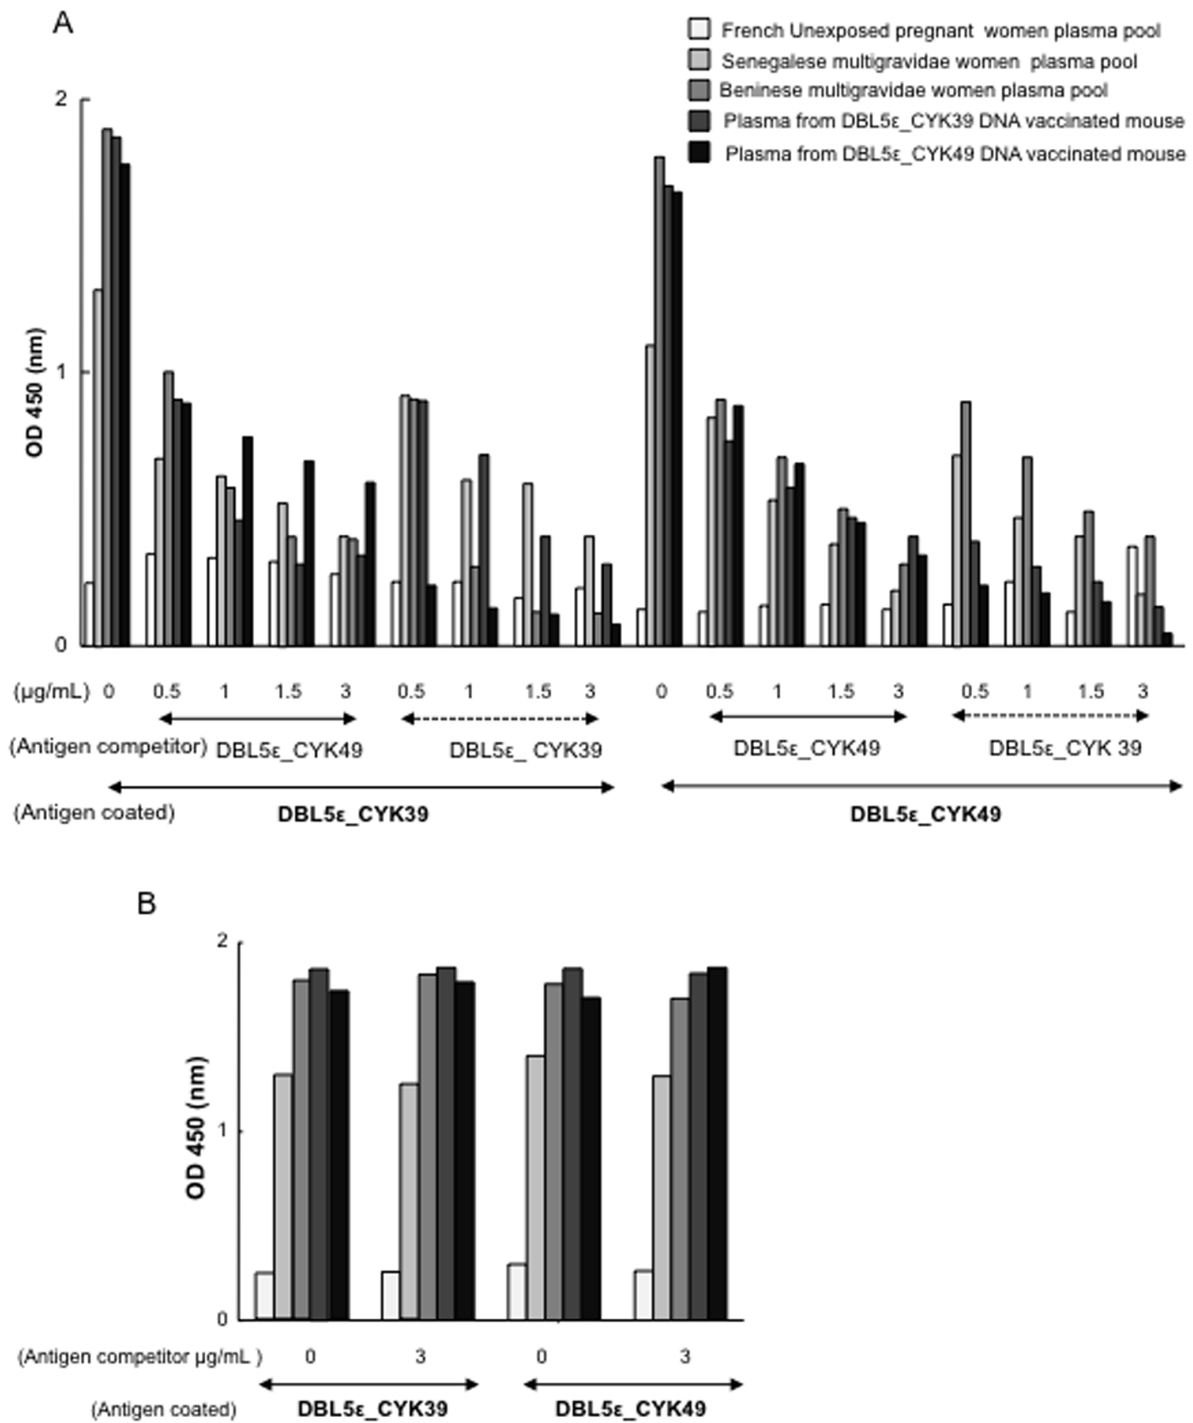 A
French Unexposed pregnant women plasma pool
Senegalese multigravidae women plasma pool
Beninese multigravidae women plasma pool
Plasma from DBL5ε_CYK39 DNA vaccinated mouse
Plasma from DBL5ε_CYK49 DNA vaccinated mouse
2
1
0
OD 450 (nm)
(µg/mL) 0 0.5 1 1.5 3 0.5 1 1.5 3 0 0.5 1 1.5 3 0.5 1 1.5 3
(Antigen competitor) DBL5ε_CYK49 DBL5ε_ CYK39 DBL5ε_CYK49 DBL5ε_CYK 39
(Antigen coated) DBL5ε_CYK39 DBL5ε_CYK49
B
2
1
0
OD 450 (nm)
(Antigen competitor µg/mL ) 0 3 0 3
(Antigen coated) DBL5ε_CYK39 DBL5ε_CYK49